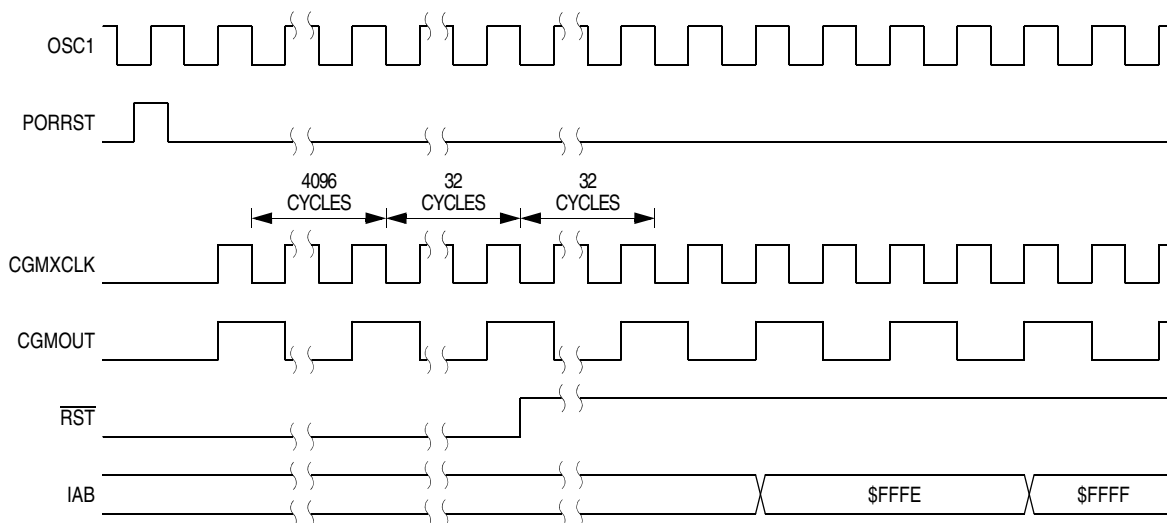 OSC1
PORRST
4096
CYCLES
32
CYCLES
32
CYCLES
CGMXCLK
CGMOUT
RST
IAB
$FFFE
$FFFF